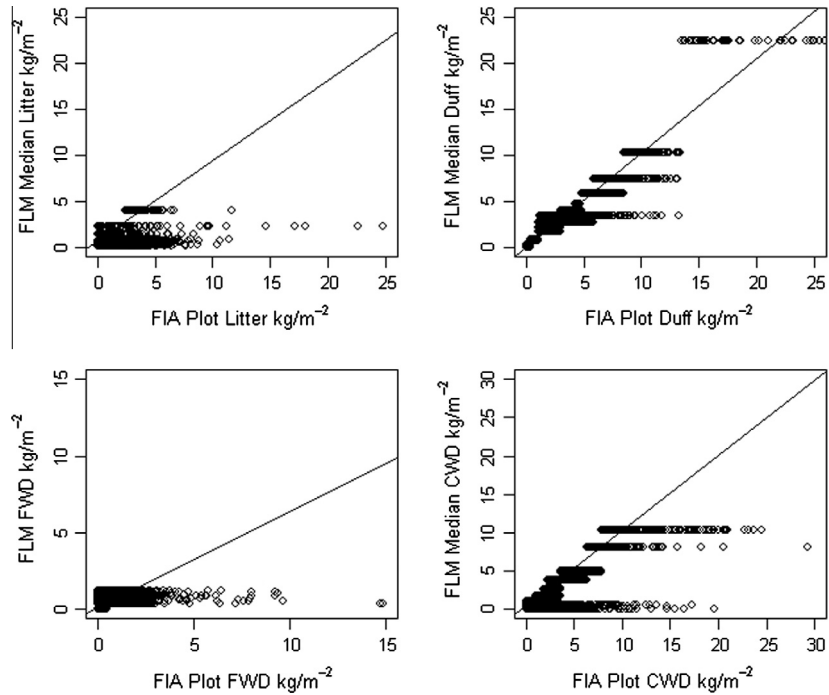 FLM Median Litter kg/m⁻²
25
20
15
10
5
0
0 5 10 15 20 25
FIA Plot Litter kg/m⁻²
FLM Median Duff kg/m⁻²
25
20
15
10
5
0
0 5 10 15 20 25
FIA Plot Duff kg/m⁻²
FLM FWD kg/m⁻²
15
10
5
0
0 5 10 15
FIA Plot FWD kg/m⁻²
FLM Median CWD kg/m⁻²
30
25
20
15
10
5
0
0 5 10 15 20 25 30
FIA Plot CWD kg/m⁻²